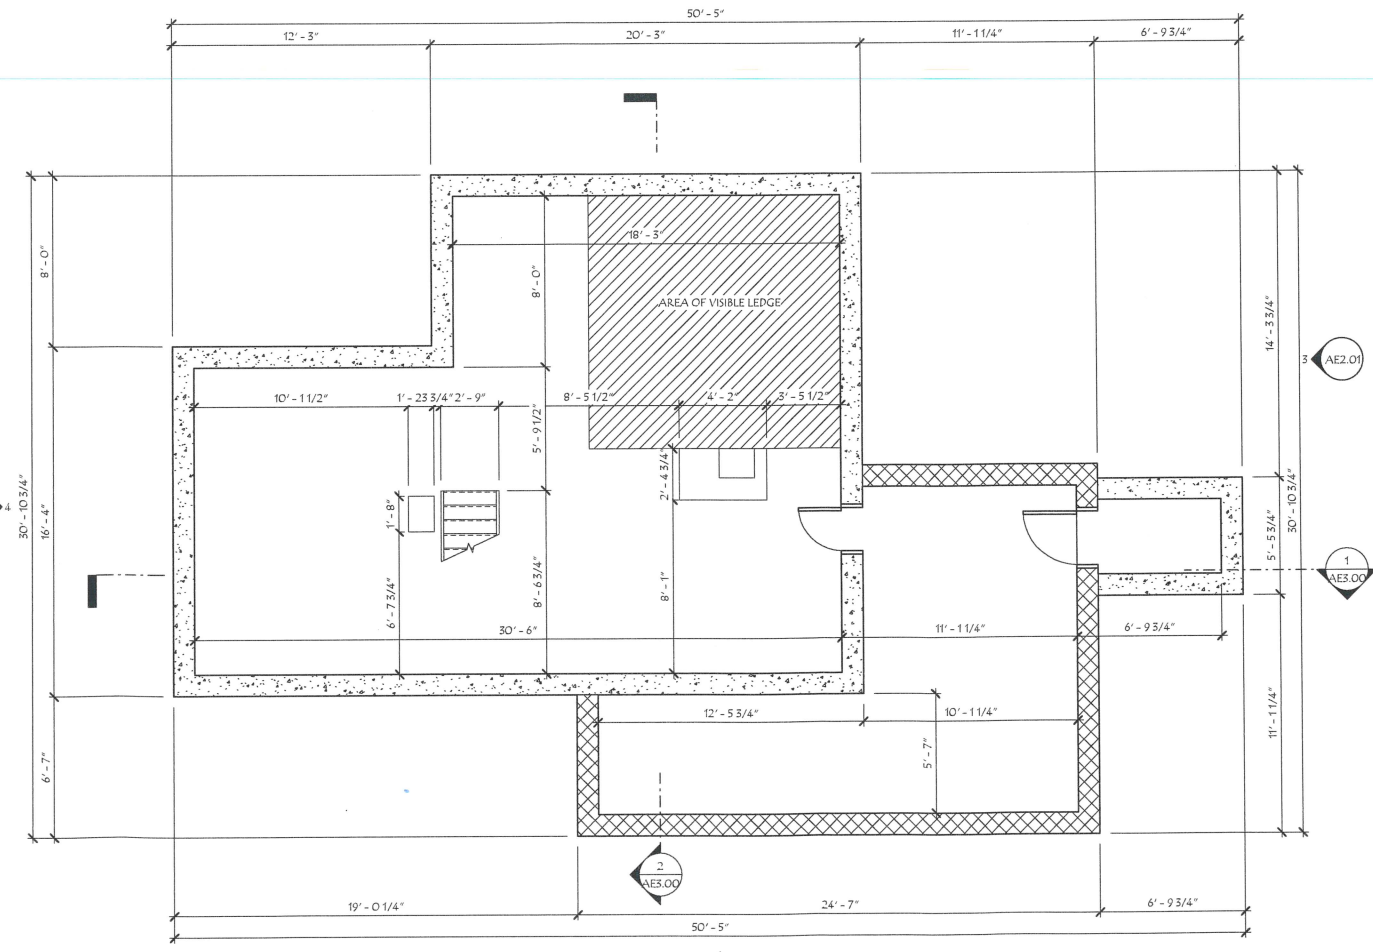 50' - 5"
12' - 3"
20' - 3"
11' - 1 1/4"
6' - 9 3/4"
8' - 0"
18' - 3"
8' - 0"
AREA OF VISIBLE LEDGE
14' - 3 3/4"
3
AE2.01
10' - 1 1/2"
1' - 2 3 3/4"
2' - 9"
8' - 5 1/2"
4' - 2"
3' - 5 1/2"
5' - 9 1/2"
2' - 4 3/4"
30' - 10 3/4"
16' - 4"
4
1' - 8"
30' - 10 3/4"
5' - 5 3/4"
1
AE3.00
6' - 7 3/4"
8' - 6 3/4"
8' - 1"
30' - 6"
11' - 1 1/4"
6' - 9 3/4"
12' - 5 3/4"
10' - 1 1/4"
11' - 1 1/4"
6' - 7"
5' - 7"
2
AE3.00
19' - 0 1/4"
24' - 7"
6' - 9 3/4"
50' - 5"